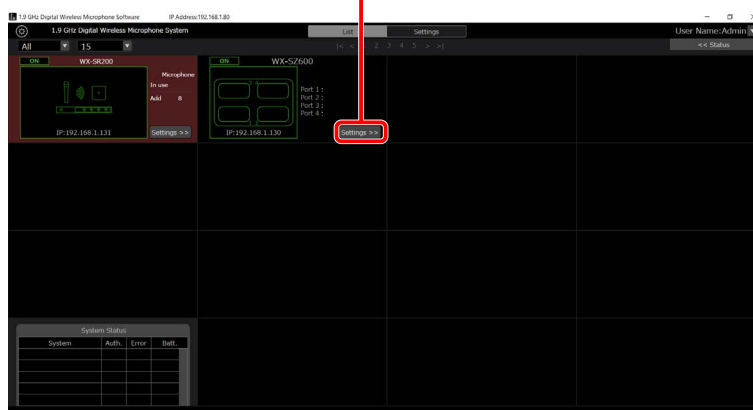 1.9 GHz Digital Wireless Microphone Software IP Address:192.168.1.80
1.9 GHz Digital Wireless Microphone System List Settings User Name:Admin
All 15 |< < 2 3 4 5 > >| << Status
ON WX-SR200
Microphone
In use
Add 8
IP:192.168.1.131 Settings >>
ON WX-SZ600
Port 1 :
Port 2 :
Port 3 :
Port 4 :
IP:192.168.1.130 Settings >>
System Status
System Auth. Error Batt.